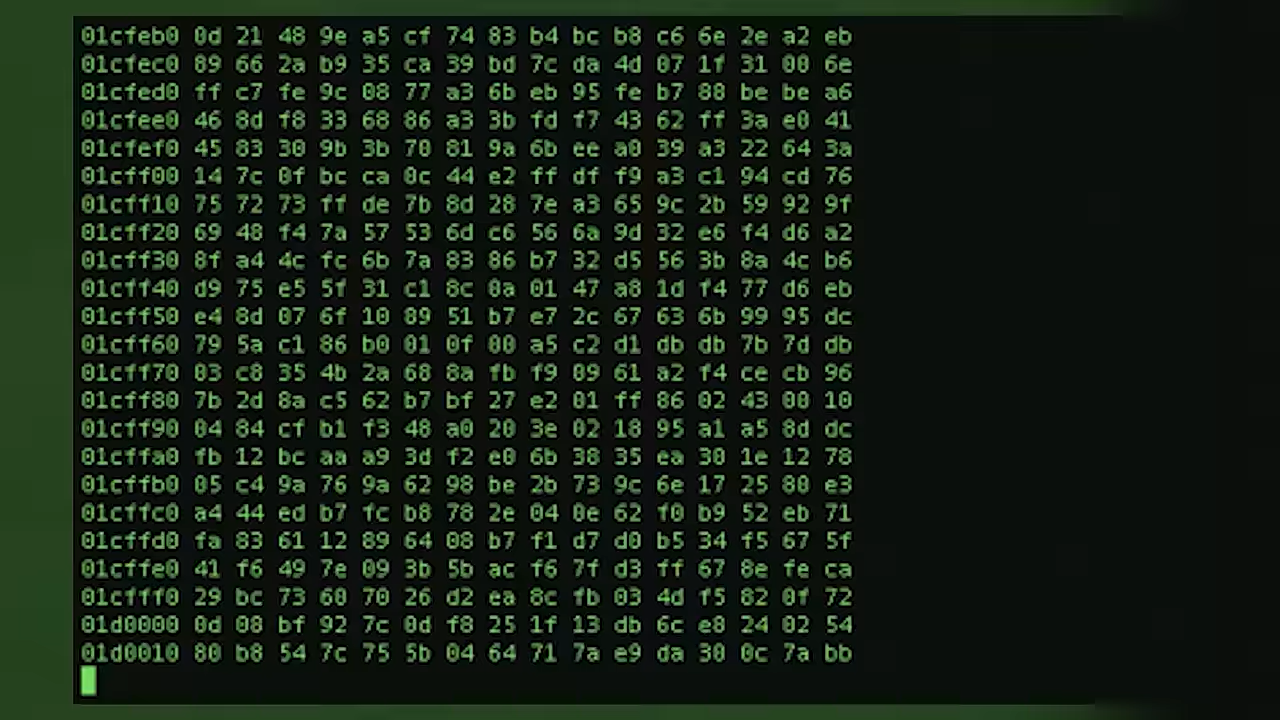 01cfeb0 0d 21 48 9e a5 cf 74 83 b4 bc b8 c6 6e 2e a2 eb
01cfec0 89 66 2a b9 35 ca 39 bd 7c da 4d 07 1f 31 00 6e
01cfed0 ff c7 fe 9c 08 77 a3 6b eb 95 fe b7 88 be be a6
01cfee0 46 8d f8 33 68 86 a3 3b fd f7 43 62 ff 3a e0 41
01cfef0 45 83 30 9b 3b 70 81 9a 6b ee a0 39 a3 22 64 3a
01cff00 14 7c 0f bc ca 0c 44 e2 ff df f9 a3 c1 94 cd 76
01cff10 75 72 73 ff de 7b 8d 28 7e a3 65 9c 2b 59 92 9f
01cff20 69 48 f4 7a 57 53 6d c6 56 6a 9d 32 e6 f4 d6 a2
01cff30 8f a4 4c fc 6b 7a 83 86 b7 32 d5 56 3b 8a 4c b6
01cff40 d9 75 e5 5f 31 c1 8c 0a 01 47 a8 1d f4 77 d6 eb
01cff50 e4 8d 07 6f 10 89 51 b7 e7 2c 67 63 6b 99 95 dc
01cff60 79 5a c1 86 b0 01 0f 00 a5 c2 d1 db db 7b 7d db
01cff70 03 c8 35 4b 2a 68 8a fb f9 09 61 a2 f4 ce cb 96
01cff80 7b 2d 8a c5 62 b7 bf 27 e2 01 ff 86 02 43 00 10
01cff90 04 84 cf b1 f3 48 a0 20 3e 02 18 95 a1 a5 8d dc
01cffa0 fb 12 bc aa a9 3d f2 e0 6b 38 35 ea 30 1e 12 78
01cffb0 05 c4 9a 76 9a 62 98 be 2b 73 9c 6e 17 25 80 e3
01cffc0 a4 44 ed b7 fc b8 78 2e 04 0e 62 f0 b9 52 eb 71
01cffd0 fa 83 61 12 89 64 08 b7 f1 d7 d0 b5 34 f5 67 5f
01cffe0 41 f6 49 7e 09 3b 5b ac f6 7f d3 ff 67 8e fe ca
01cfff0 29 bc 73 60 70 26 d2 ea 8c fb 03 4d f5 82 0f 72
01d0000 0d 08 bf 92 7c 0d f8 25 1f 13 db 6c e8 24 02 54
01d0010 80 b8 54 7c 75 5b 04 64 71 7a e9 da 30 0c 7a bb